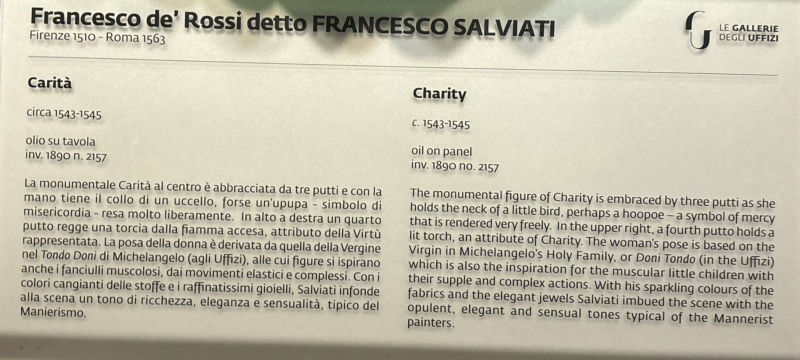 Francesco de' Rossi detto FRANCESCO SALVIATI
Firenze 1510 - Roma 1563
LE GALLERIE
DEGLI UFFIZI
Carità
circa 1543-1545
olio su tavola
inv. 1890 n. 2157
La monumentale Carità al centro è abbracciata da tre putti e con la
mano tiene il collo di un uccello, forse un'upupa - simbolo di
misericordia - resa molto liberamente. In alto a destra un quarto
putto regge una torcia dalla fiamma accesa, attributo della Virtù
rappresentata. La posa della donna è derivata da quella della Vergine
nel Tondo Doni di Michelangelo (agli Uffizi), alle cui figure si ispirano
anche i fanciulli muscolosi, dai movimenti elastici e complessi. Con i
colori cangianti delle stoffe e i raffinatissimi gioielli, Salviati infonde
alla scena un tono di ricchezza, eleganza e sensualità, tipico del
Manierismo.
Charity
c. 1543-1545
oil on panel
inv. 1890 no. 2157
The monumental figure of Charity is embraced by three putti as she
holds the neck of a little bird, perhaps a hoopoe – a symbol of mercy
that is rendered very freely. In the upper right, a fourth putto holds a
lit torch, an attribute of Charity. The woman's pose is based on the
Virgin in Michelangelo's Holy Family, or Doni Tondo (in the Uffizi)
which is also the inspiration for the muscular little children with
their supple and complex actions. With his sparkling colours of the
fabrics and the elegant jewels Salviati imbued the scene with the
opulent, elegant and sensual tones typical of the Mannerist
painters.